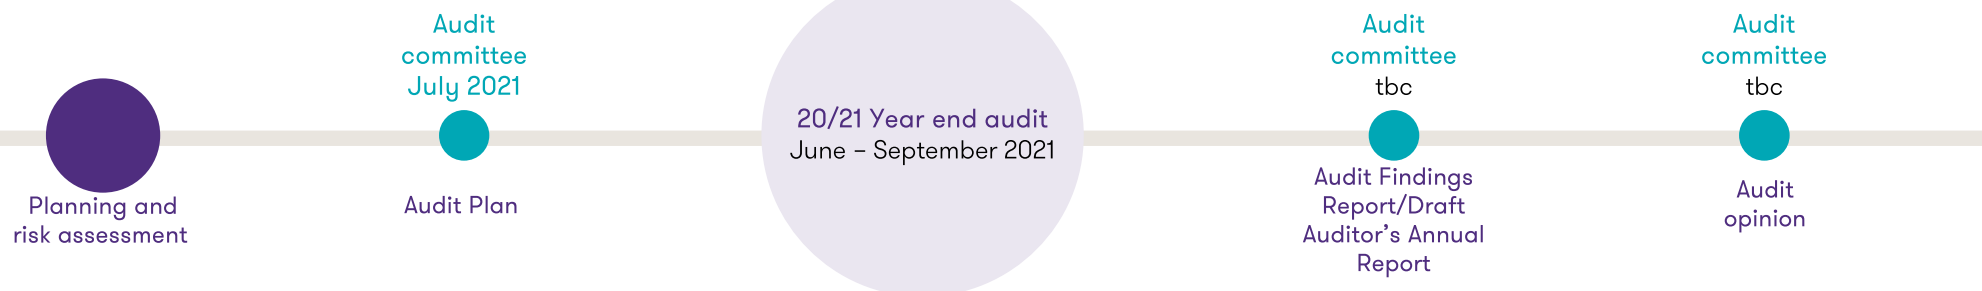 Planning and
risk assessment
Audit
committee
July 2021
Audit Plan
20/21 Year end audit
June – September 2021
Audit
committee
tbc
Audit Findings
Report/Draft
Auditor’s Annual
Report
Audit
committee
tbc
Audit
opinion